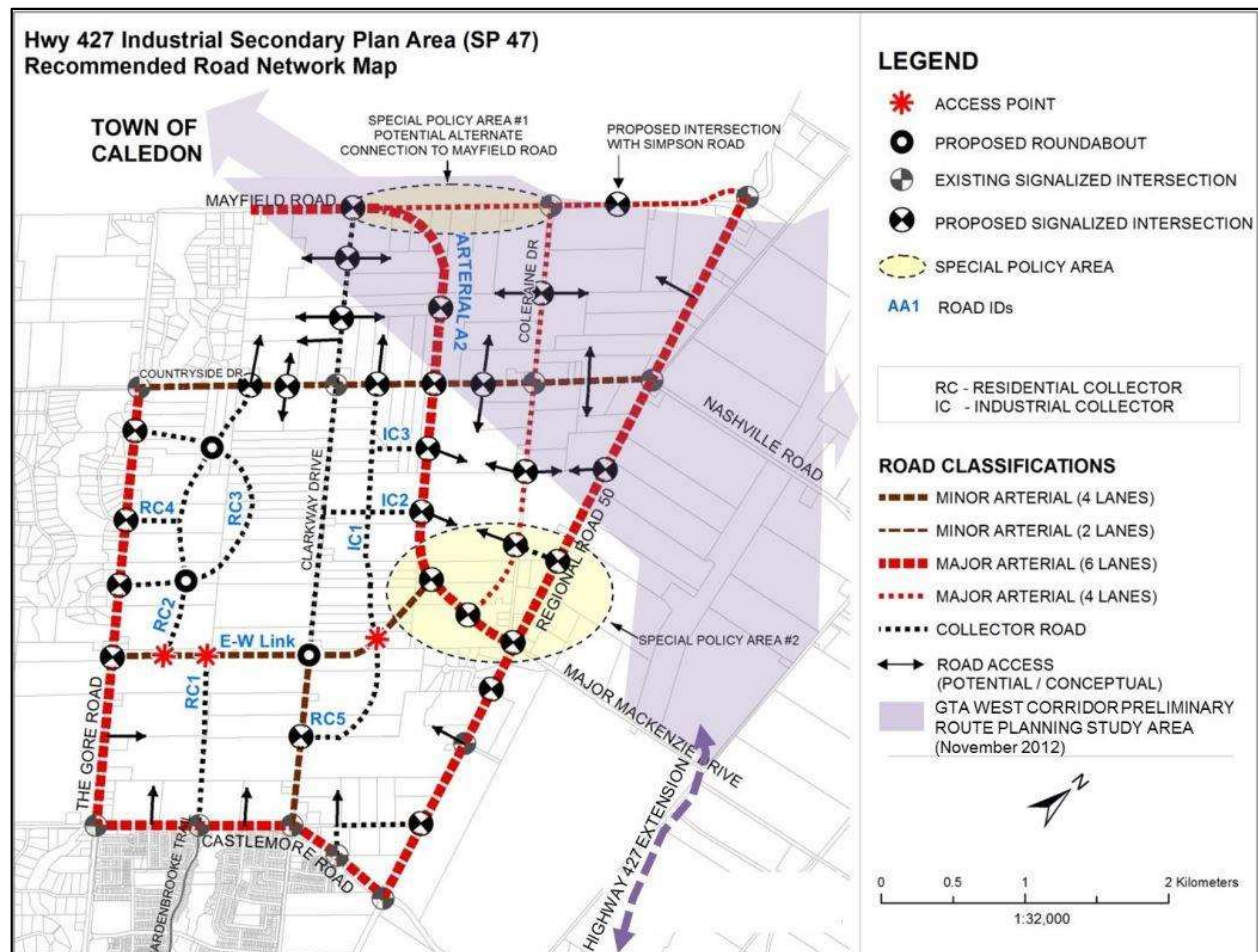 Hwy 427 Industrial Secondary Plan Area (SP 47)
Recommended Road Network Map
TOWN OF
CALEDON
SPECIAL POLICY AREA #1
POTENTIAL ALTERNATE
CONNECTION TO MAYFIELD ROAD
PROPOSED INTERSECTION
WITH SIMPSON ROAD
MAYFIELD ROAD
ARTERIAL A2
COLERAINE DR
COUNTRYSIDE DR
NASHVILLE ROAD
IC3
RC4
RC3
IC2
CLARKWAY DRIVE
IC1
REGIONAL ROAD 50
RC2
E-W Link
SPECIAL POLICY AREA #2
RC1
RC5
THE GORE ROAD
MAJOR MACKENZIE DRIVE
CASTLEMORE ROAD
ARDENBROOKE TRAIL
HIGHWAY 427 EXTENSION
LEGEND
ACCESS POINT
PROPOSED ROUNDABOUT
EXISTING SIGNALIZED INTERSECTION
PROPOSED SIGNALIZED INTERSECTION
SPECIAL POLICY AREA
AA1 ROAD IDs
RC - RESIDENTIAL COLLECTOR
IC - INDUSTRIAL COLLECTOR
ROAD CLASSIFICATIONS
MINOR ARTERIAL (4 LANES)
MINOR ARTERIAL (2 LANES)
MAJOR ARTERIAL (6 LANES)
MAJOR ARTERIAL (4 LANES)
COLLECTOR ROAD
ROAD ACCESS
(POTENTIAL / CONCEPTUAL)
GTA WEST CORRIDOR PRELIMINARY
ROUTE PLANNING STUDY AREA
(November 2012)
N
0 0.5 1 2 Kilometers
1:32,000